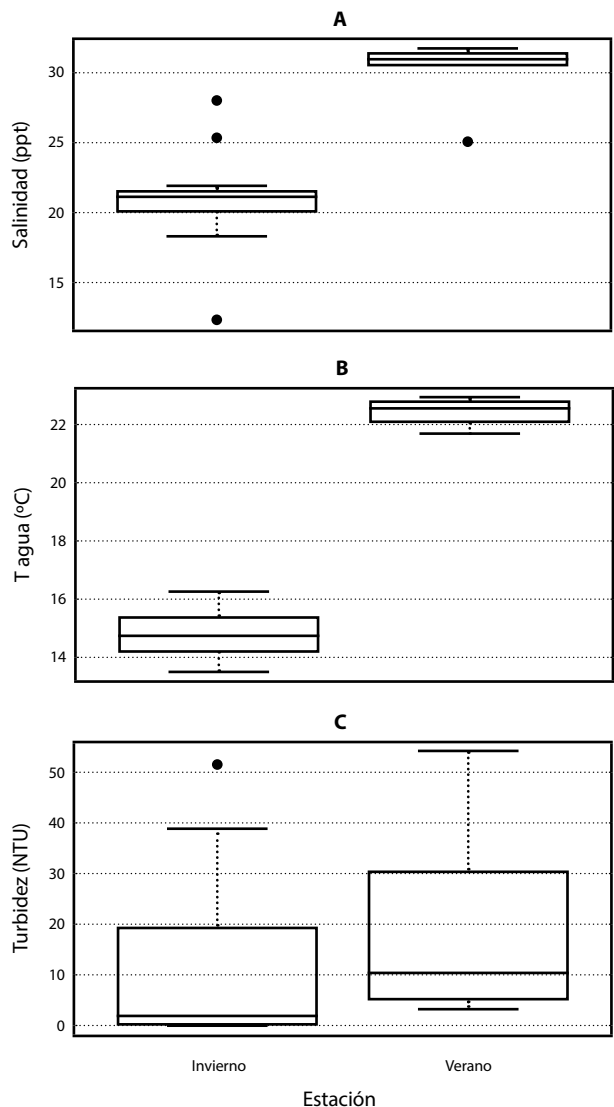 A
Salinidad (ppt)
30
25
20
15
B
T agua (ºC)
22
20
18
16
14
C
Turbidez (NTU)
50
40
30
20
10
0
Invierno
Verano
Estación